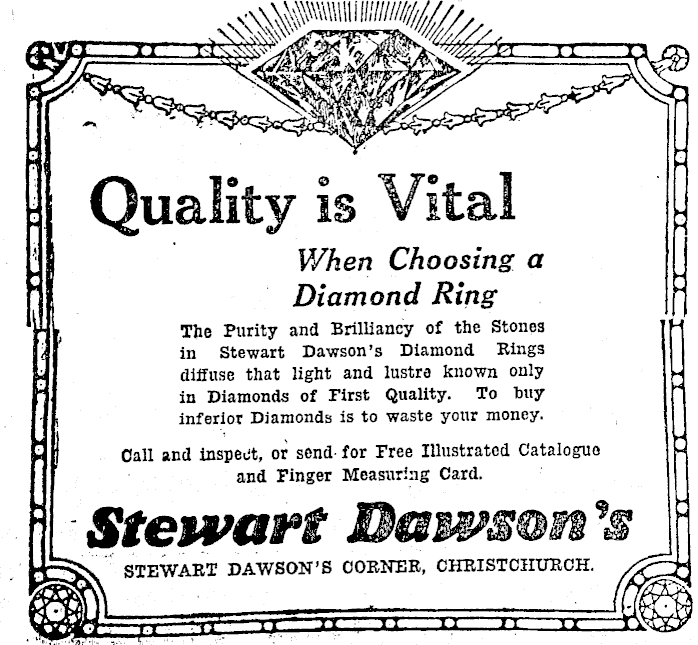 Quality is Vital
When Choosing a
Diamond Ring
The Purity and Brilliancy of the Stones
in Stewart Dawson's Diamond Rings
diffuse that light and lustre known only
in Diamonds of First Quality. To buy
inferior Diamonds is to waste your money.
Call and inspect, or send for Free Illustrated Catalogue
and Finger Measuring Card.
Stewart Dawson's
STEWART DAWSON'S CORNER, CHRISTCHURCH.